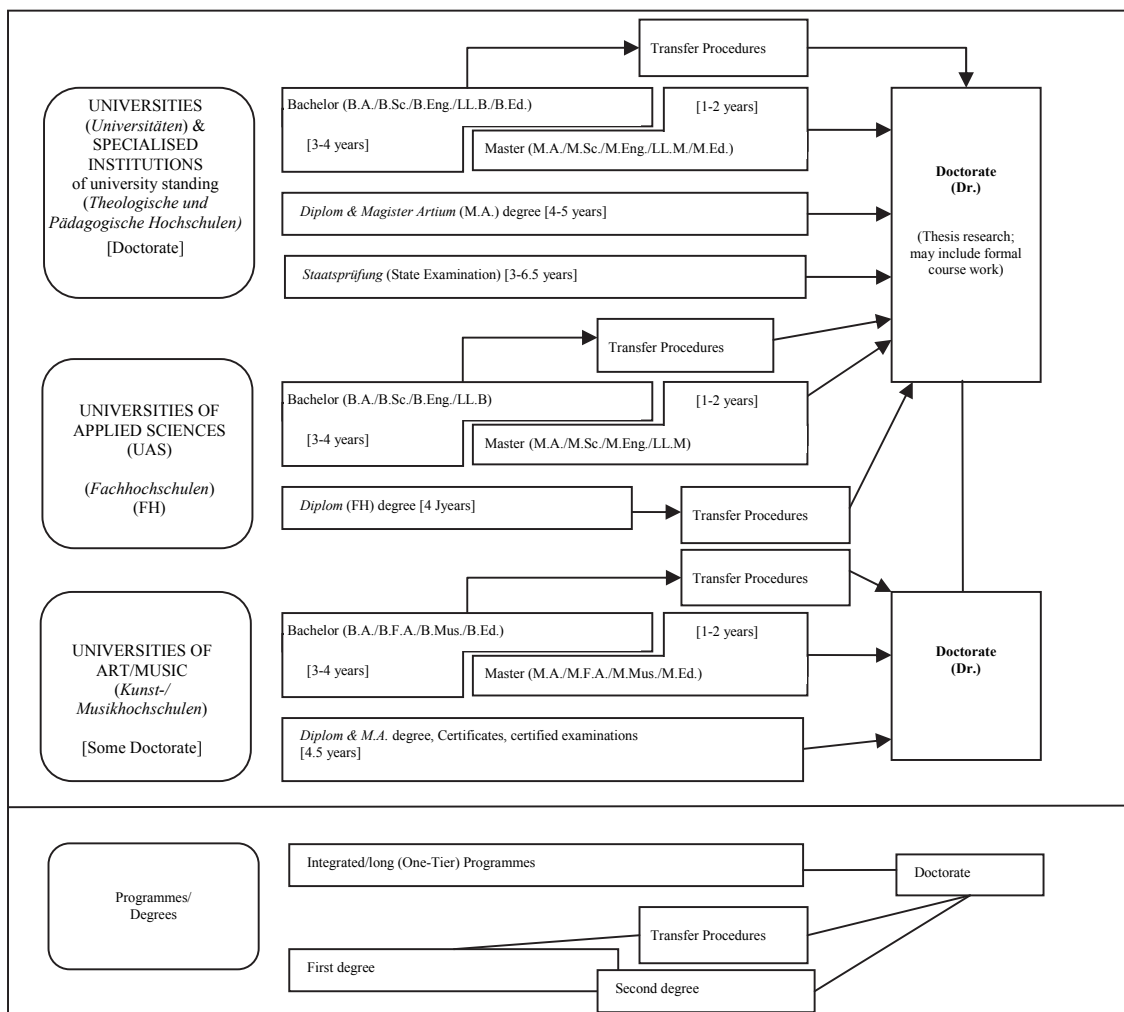 Transfer Procedures
UNIVERSITIES
(Universitäten) &
SPECIALISED
INSTITUTIONS
of university standing
(Theologische und
Pädagogische Hochschulen)
[Doctorate]
Bachelor (B.A./B.Sc./B.Eng./LL.B./B.Ed.)
[3-4 years]
[1-2 years]
Master (M.A./M.Sc./M.Eng./LL.M./M.Ed.)
Diplom & Magister Artium (M.A.) degree [4-5 years]
Staatsprüfung (State Examination) [3-6.5 years]
Doctorate
(Dr.)
(Thesis research;
may include formal
course work)
UNIVERSITIES OF
APPLIED SCIENCES
(UAS)
(Fachhochschulen)
(FH)
Transfer Procedures
Bachelor (B.A./B.Sc./B.Eng./LL.B)
[3-4 years]
[1-2 years]
Master (M.A./M.Sc./M.Eng./LL.M)
Diplom (FH) degree [4 Jyears]
Transfer Procedures
UNIVERSITIES OF
ART/MUSIC
(Kunst-/
Musikhochschulen)
[Some Doctorate]
Transfer Procedures
Bachelor (B.A./B.F.A./B.Mus./B.Ed.)
[3-4 years]
[1-2 years]
Master (M.A./M.F.A./M.Mus./M.Ed.)
Diplom & M.A. degree, Certificates, certified examinations
[4.5 years]
Doctorate
(Dr.)
Programmes/
Degrees
Integrated/long (One-Tier) Programmes
Doctorate
Transfer Procedures
First degree
Second degree